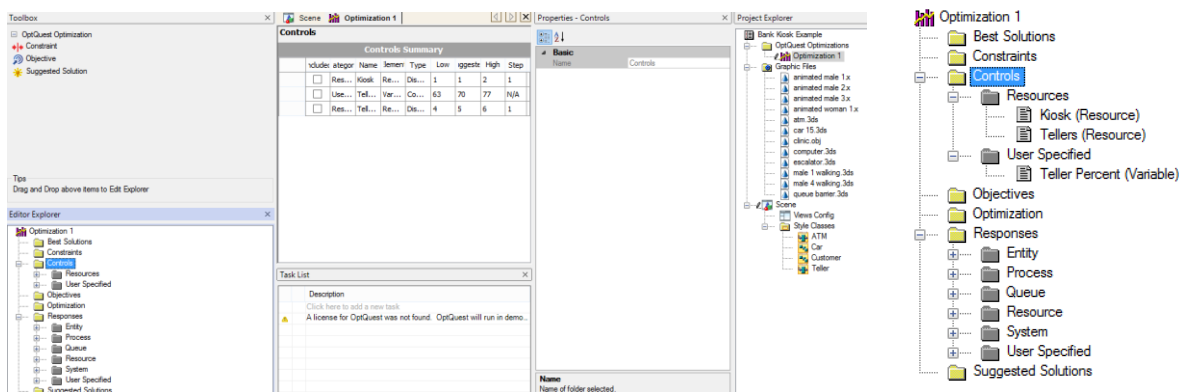 Toolbox
OptQuest Optimization
Constraint
Objective
Suggested Solution
Tips
Drag and Drop above items to Edit Explorer
Editor Explorer
Optimization 1
Best Solutions
Constraints
Controls
Resources
User Specified
Objectives
Optimization
Responses
Entity
Process
Queue
Resource
System
User Specified
Suggested Solutions
Scene Optimization 1
Controls
Controls Summary
Name Type Low High Step
Res... Kiosk Re... Dis... 1 1 2 1
Use... Tell... Var... Co... 63 70 77 N/A
Res... Tell... Re... Dis... 4 5 6 1
Task List
Description
Click here to add a new task
A license for OptQuest was not found. OptQuest will run in demo...
Properties - Controls
Basic
Name Controls
Name
Name of folder selected.
Project Explorer
Bank Kiosk Example
OptQuest Optimizations
Optimization 1
Graphic Files
animated male 1.x
animated male 2.x
animated male 3.x
animated woman 1.x
atm.3ds
car 15.3ds
clinic.obj
computer.3ds
escalator.3ds
male 1 walking.3ds
male 4 walking.3ds
queue barrier.3ds
Scene
Views Config
Style Classes
ATM
Car
Customer
Teller
Optimization 1
Best Solutions
Constraints
Controls
Resources
Kiosk (Resource)
Tellers (Resource)
User Specified
Teller Percent (Variable)
Objectives
Optimization
Responses
Entity
Process
Queue
Resource
System
User Specified
Suggested Solutions